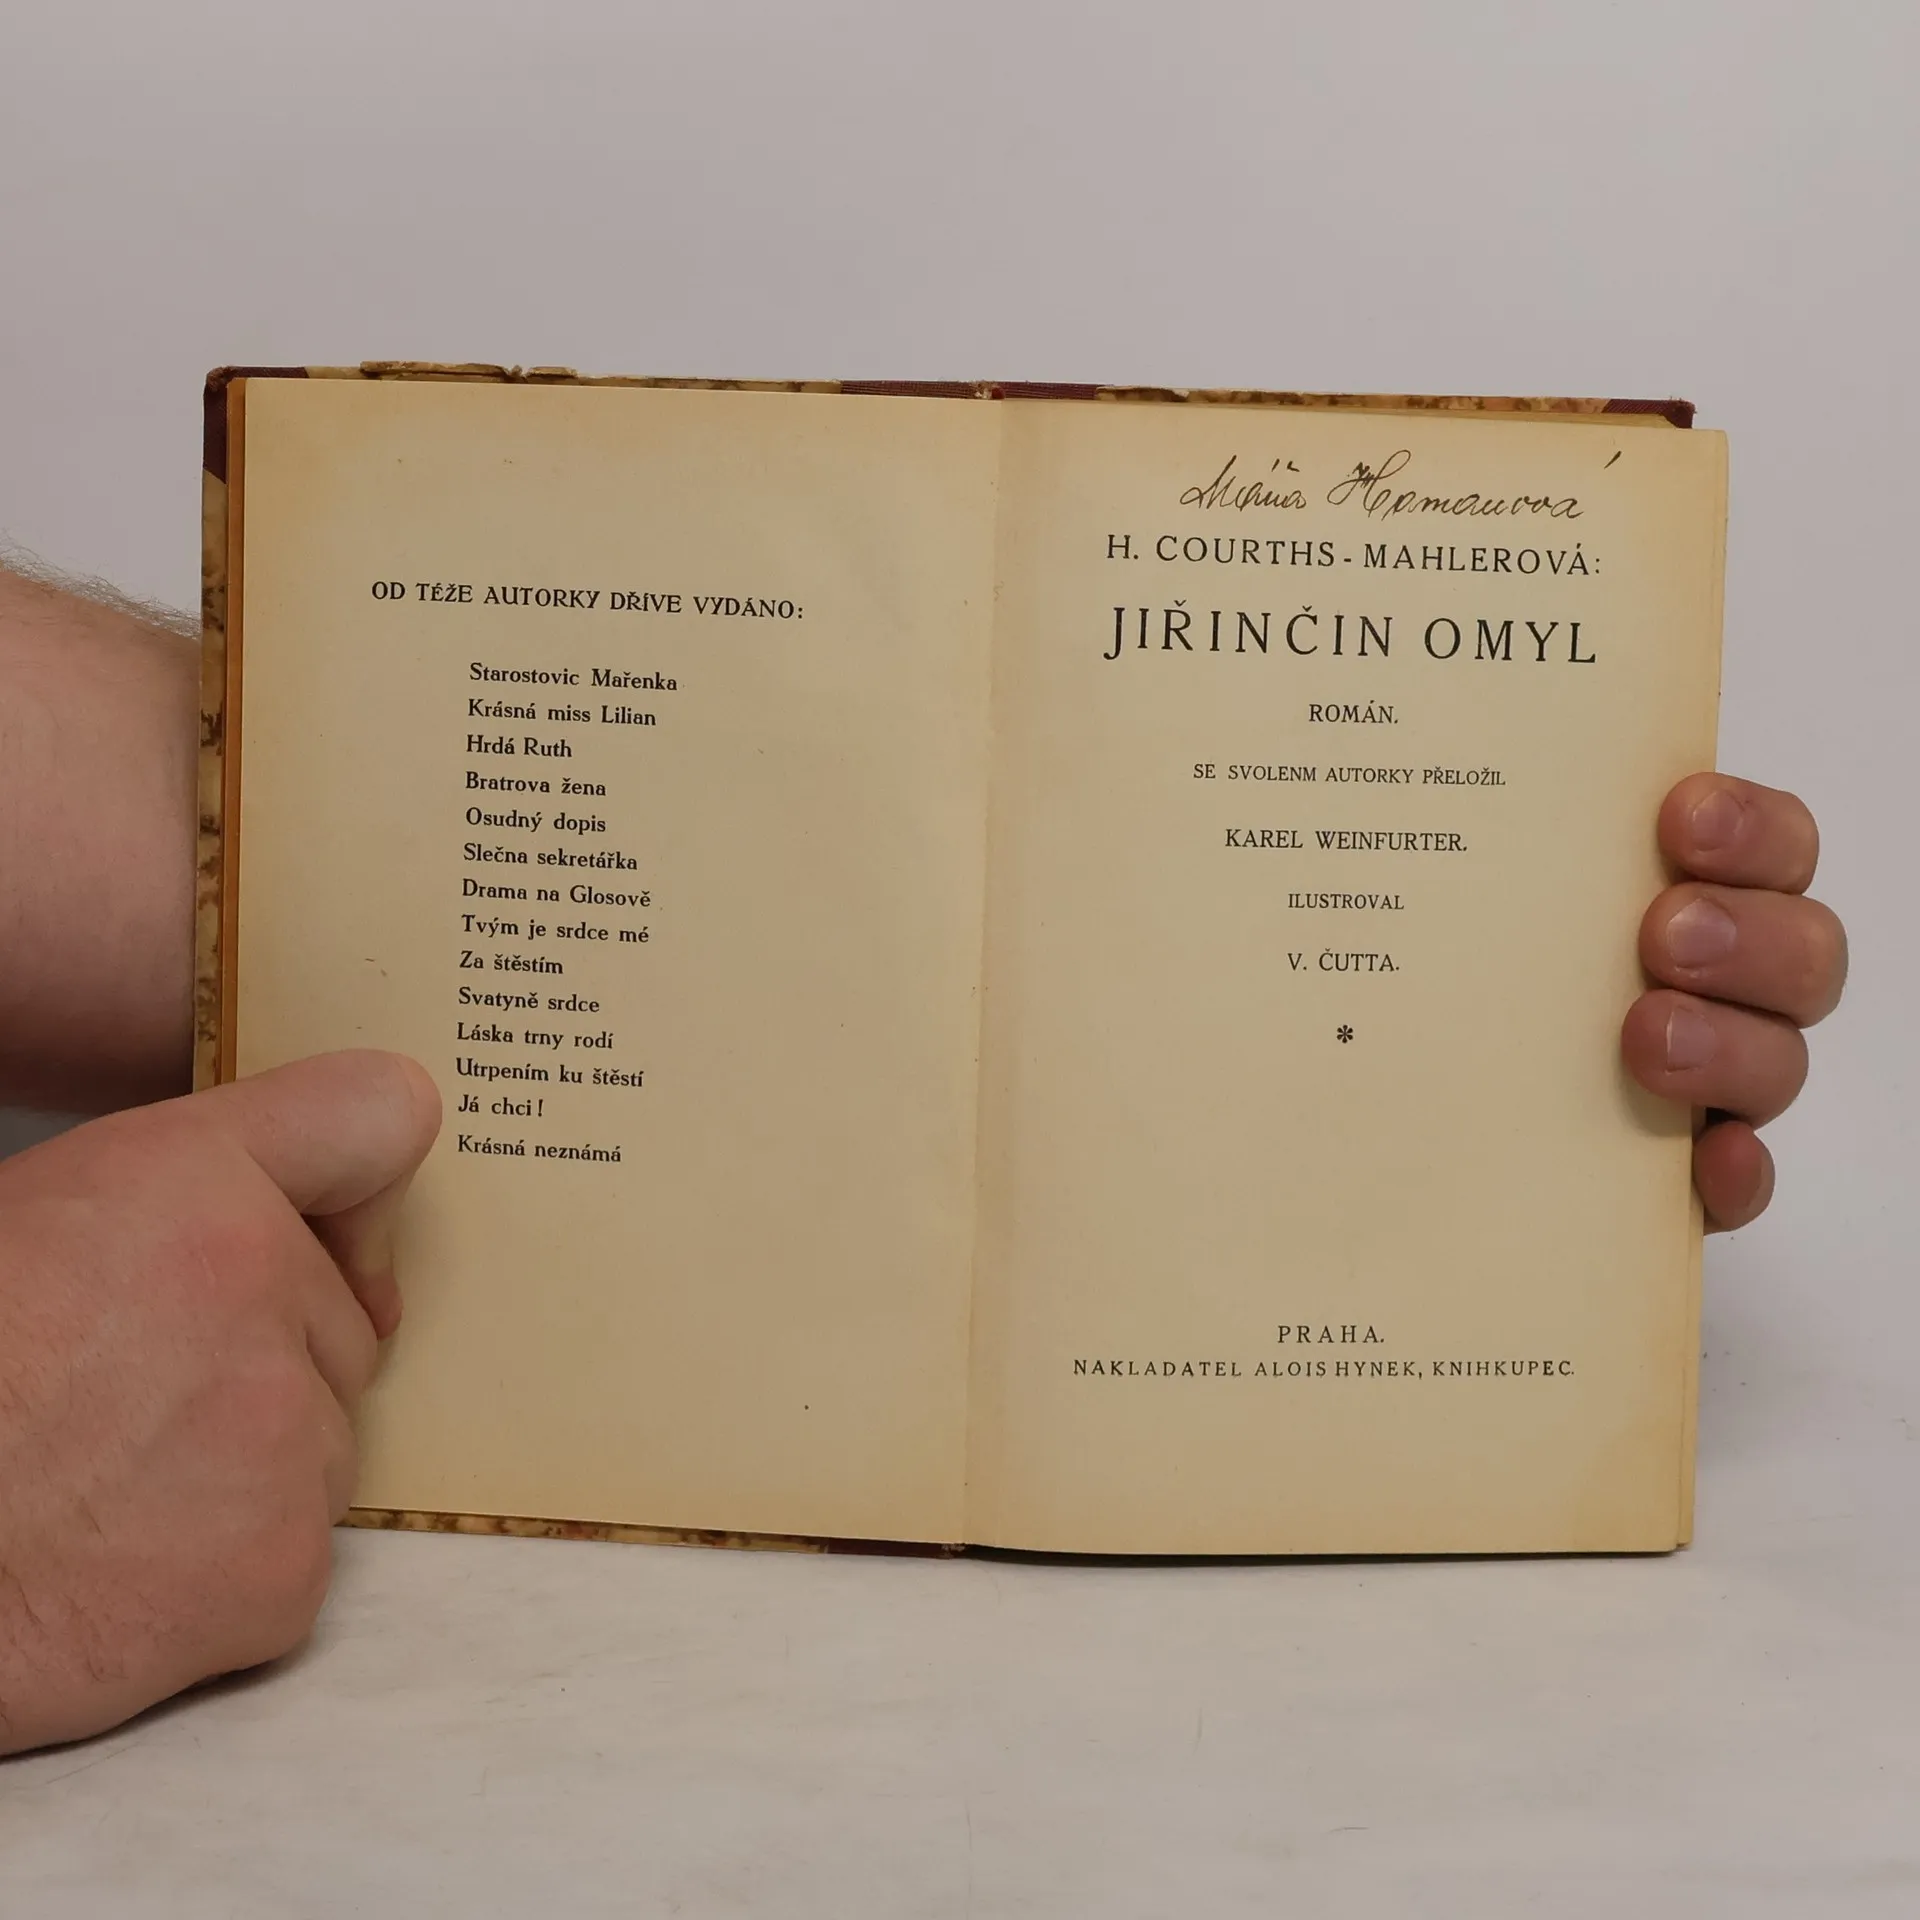 OD TÉŽE AUTORKY DŘÍVE VYDÁNO:
Starostovic Mařenka
Krásná miss Lilian
Hrdá Ruth
Bratrova žena
Osudný dopis
Slečna sekretářka
Drama na Glosově
Tvým je srdce mé
Za štěstím
Svatyně srdce
Láska trny rodí
Utrpením ku štěstí
Já chci!
Krásná neznámá
Máňa Homanová
H. COURTHS-MAHLEROVÁ:
JIŘINČIN OMYL
ROMÁN.
SE SVOLENM AUTORKY PŘELOŽIL
KAREL WEINFURTER.
ILUSTROVAL
V. ČUTTA.
*
PRAHA.
NAKLADATEL ALOIS HYNEK, KNIHKUPEC.